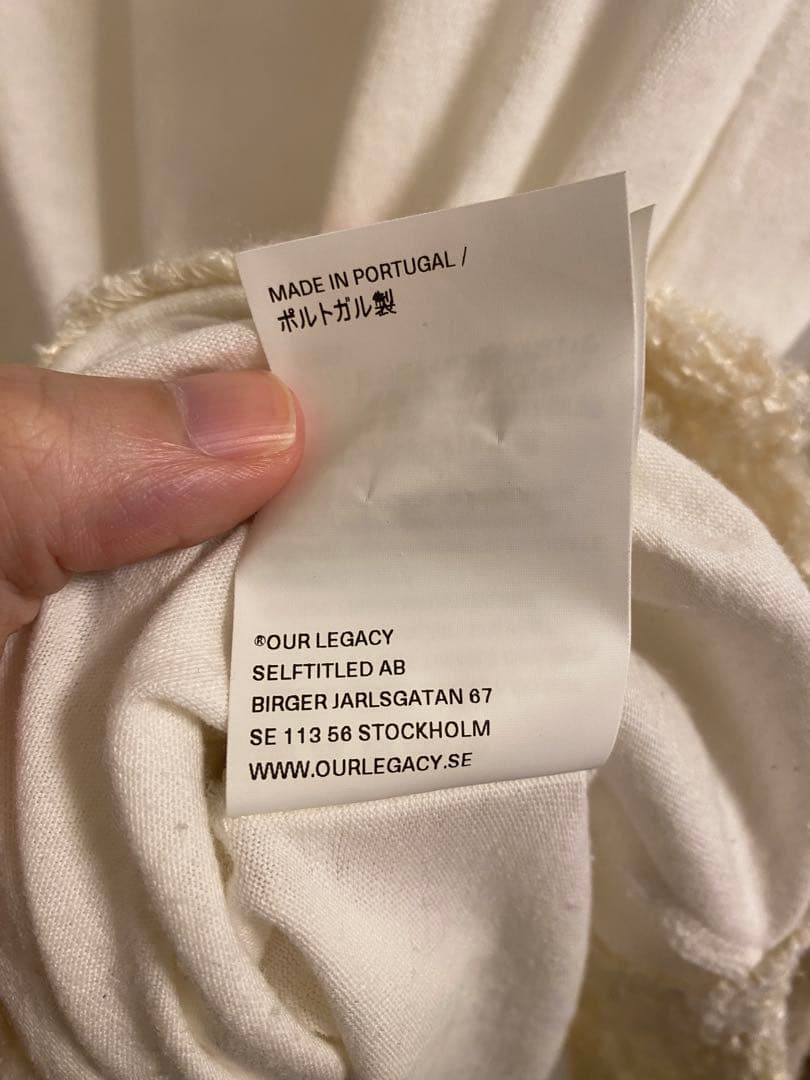 MADE IN PORTUGAL /
ポルトガル製
®OUR LEGACY
SELFTITLED AB
BIRGER JARLSGATAN 67
SE 113 56 STOCKHOLM
WWW.OURLEGACY.SE